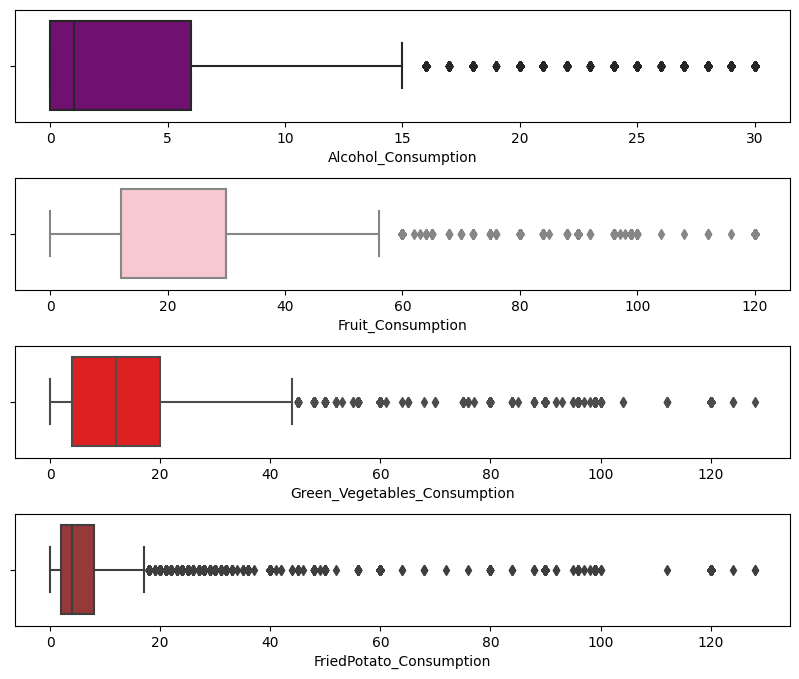 0 5 10 15 20 25 30
Alcohol_Consumption
0 20 40 60 80 100 120
Fruit_Consumption
0 20 40 60 80 100 120
Green_Vegetables_Consumption
0 20 40 60 80 100 120
FriedPotato_Consumption